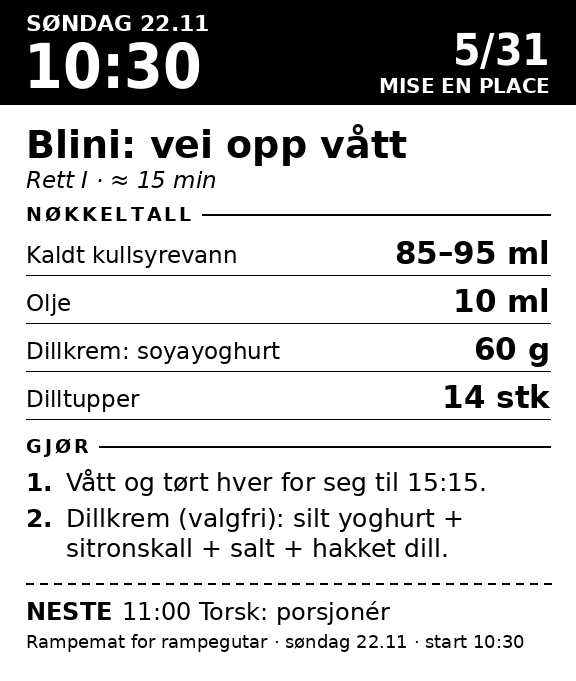 SØNDAG 22.11
10:30
5/31
MISE EN PLACE
Blini: vei opp vått
Rett I · ≈ 15 min
NØKKELTALL
Kaldt kullsyrevann 85–95 ml
Olje 10 ml
Dillkrem: soyayoghurt 60 g
Dilltupper 14 stk
GJØR
1. Vått og tørt hver for seg til 15:15.
2. Dillkrem (valgfri): silt yoghurt +
sitronskall + salt + hakket dill.
NESTE 11:00 Torsk: porsjonér
Rampemat for rampegutar · søndag 22.11 · start 10:30